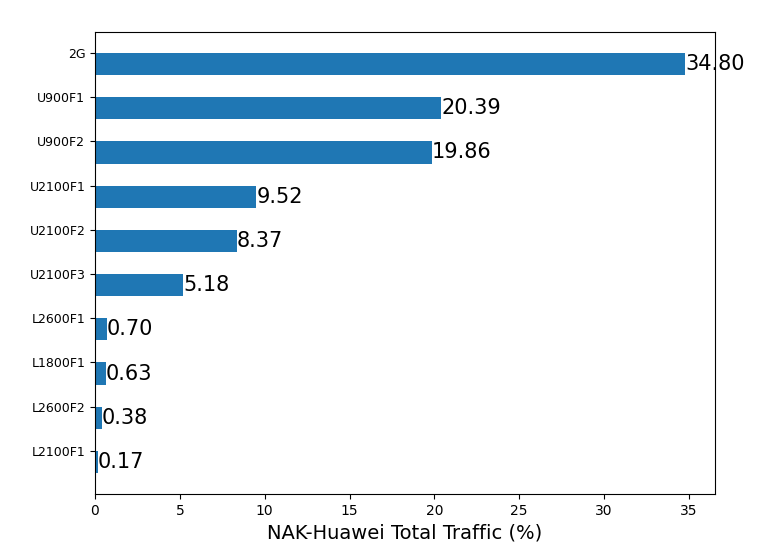 2G 34.80
U900F1 20.39
U900F2 19.86
U2100F1 9.52
U2100F2 8.37
U2100F3 5.18
L2600F1 0.70
L1800F1 0.63
L2600F2 0.38
L2100F1 0.17
0 5 10 15 20 25 30 35
NAK-Huawei Total Traffic (%)